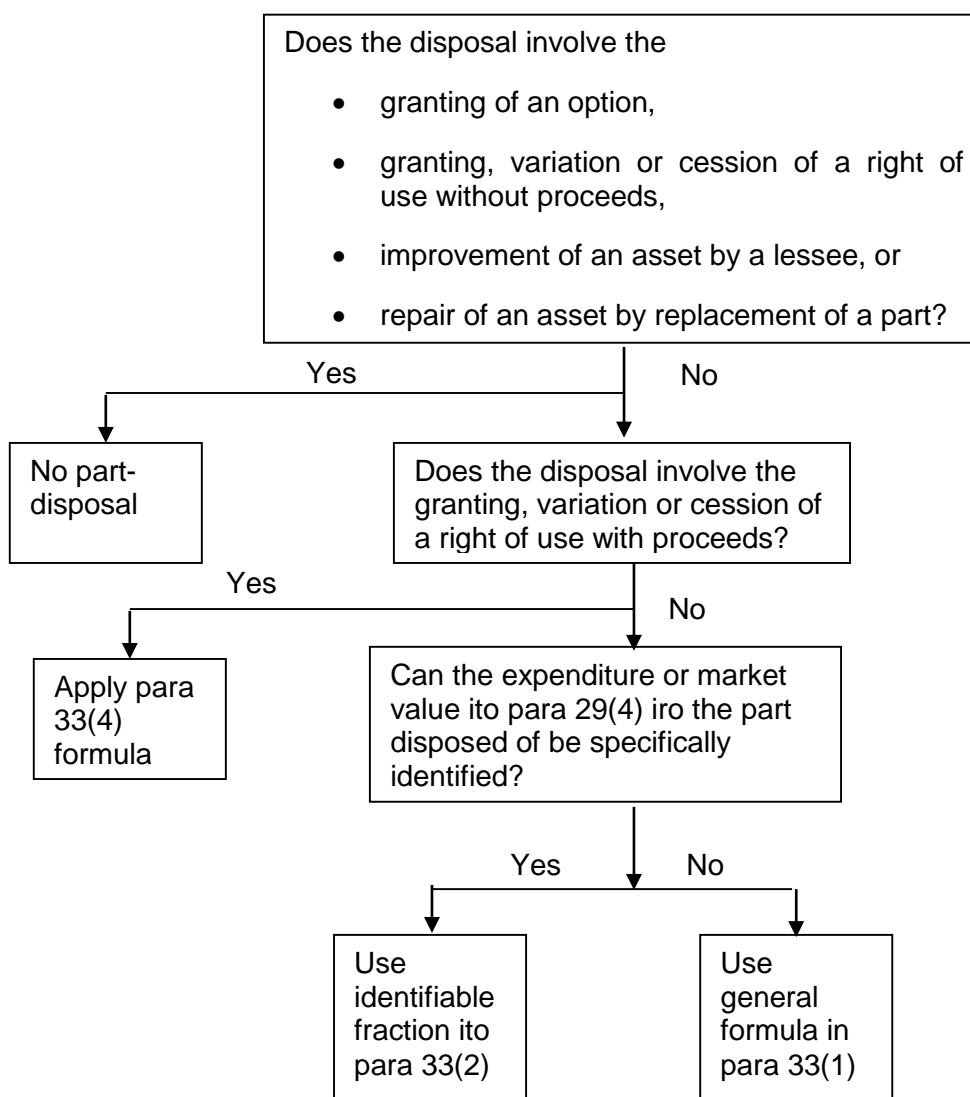 Does the disposal involve the
• granting of an option,
• granting, variation or cession of a right of
use without proceeds,
• improvement of an asset by a lessee, or
• repair of an asset by replacement of a part?
Yes
No
No part-
disposal
Does the disposal involve the
granting, variation or cession of
a right of use with proceeds?
Yes
No
Apply para
33(4)
formula
Can the expenditure or market
value ito para 29(4) iro the part
disposed of be specifically
identified?
Yes
No
Use
identifiable
fraction ito
para 33(2)
Use
general
formula in
para 33(1)